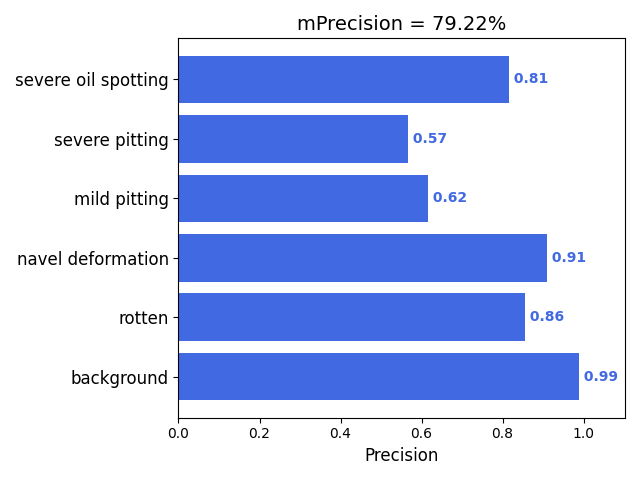 mPrecision = 79.22%
severe oil spotting
0.81
severe pitting
0.57
mild pitting
0.62
navel deformation
0.91
rotten
0.86
background
0.99
0.0 0.2 0.4 0.6 0.8 1.0
Precision